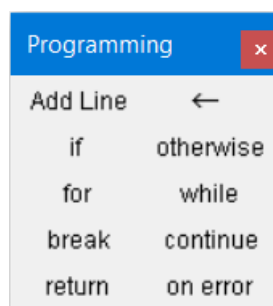 Programming ×
Add Line ←
if otherwise
for while
break continue
return on error